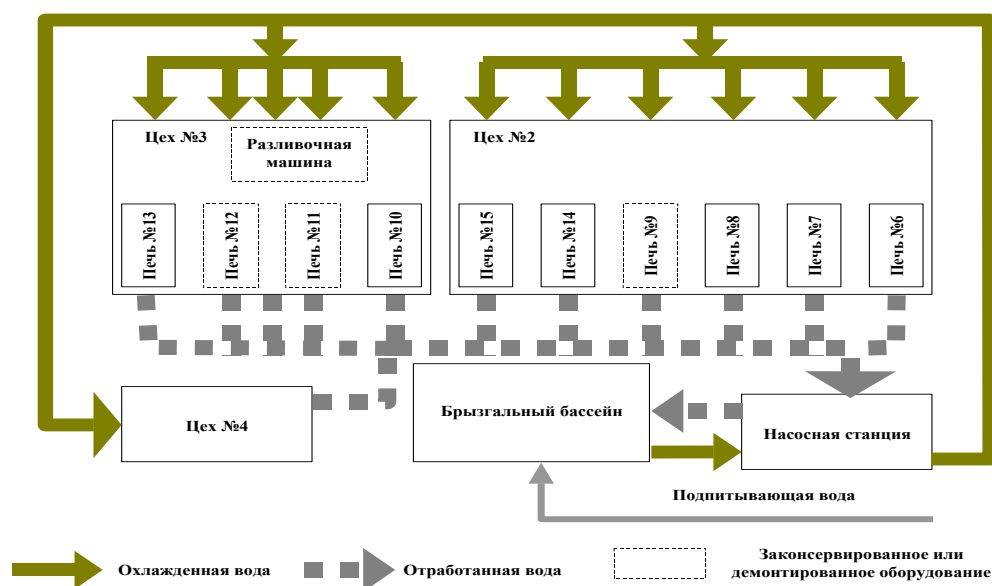 Цех №3
Разливочная
машина
Цех №2
Печь №13
Печь №12
Печь №11
Печь №10
Печь №15
Печь №14
Печь №9
Печь №8
Печь №7
Печь №6
Цех №4
Брызгальный бассейн
Насосная станция
Подпитывающая вода
Охлажденная вода
Отработанная вода
Законсервированное или
демонтированное оборудование